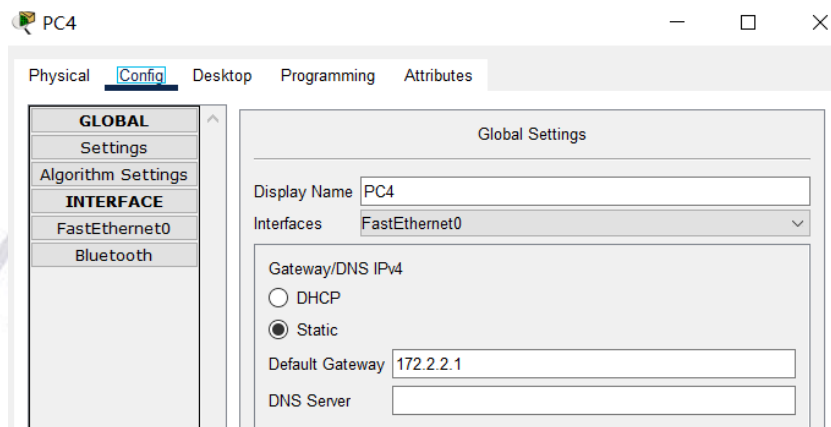 PC4
Physical Config Desktop Programming Attributes
GLOBAL
Settings
Algorithm Settings
INTERFACE
FastEthernet0
Bluetooth
Global Settings
Display Name PC4
Interfaces FastEthernet0
Gateway/DNS IPv4
DHCP
Static
Default Gateway 172.2.2.1
DNS Server